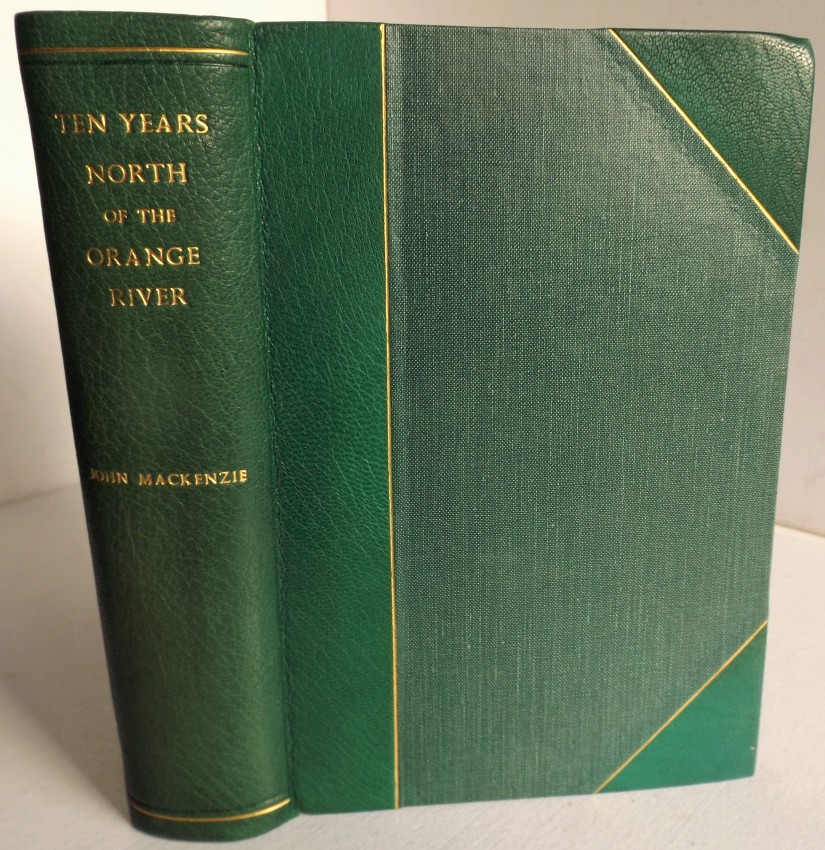 TEN YEARS
NORTH
OF THE
ORANGE
RIVER
JOHN MACKENZIE